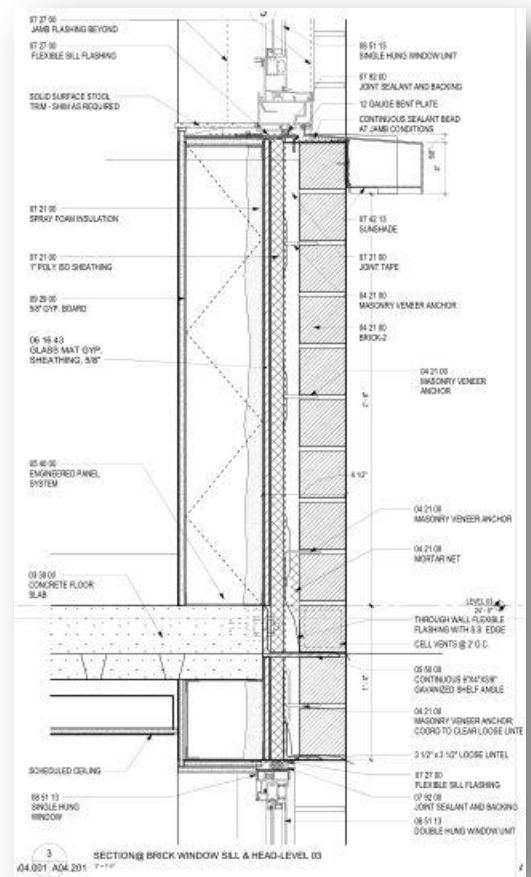 07 27 00
JAMB FLASHING BEYOND
07 27 00
FLEXIBLE SILL FLASHING
SOLID SURFACE STOOL
TRIM - SHIM AS REQUIRED
07 21 00
SPRAY FOAM INSULATION
07 21 00
1" POLY ISO SHEATHING
09 29 00
5/8" GYP. BOARD
06 16 43
GLASS MAT GYP.
SHEATHING, 5/8"
05 40 00
ENGINEERED PANEL
SYSTEM
03 30 00
CONCRETE FLOOR
SLAB
SCHEDULED CEILING
08 51 13
SINGLE HUNG
WINDOW
08 51 13
SINGLE HUNG WINDOW UNIT
07 92 00
JOINT SEALANT AND BACKING
12 GAUGE BENT PLATE
CONTINUOUS SEALANT BEAD
AT JAMB CONDITIONS
07 42 13
SUNSHADE
07 21 00
JOINT TAPE
04 21 00
MASONRY VENEER ANCHOR
04 21 00
BRICK-2
04 21 00
MASONRY VENEER
ANCHOR
6 1/2"
04 21 00
MASONRY VENEER ANCHOR
04 21 00
MORTAR NET
LEVEL 03
THROUGH WALL FLEXIBLE
FLASHING WITH S.S. EDGE
CELL VENTS @ 2' O.C.
05 50 00
GAVANIZED SHELF ANGLE
04 21 00
MASONRY VENEER ANCHOR;
COORD TO CLEAR LOOSE LINTE
3 1/2" x 3 1/2" LOOSE LINTEL
07 27 00
FLEXIBLE SILL FLASHING
07 92 00
JOINT SEALANT AND BACKING
08 51 13
DOUBLE HUNG WINDOW UNIT
3
SECTION@ BRICK WINDOW SILL & HEAD-LEVEL 03
A04.001 A04.201